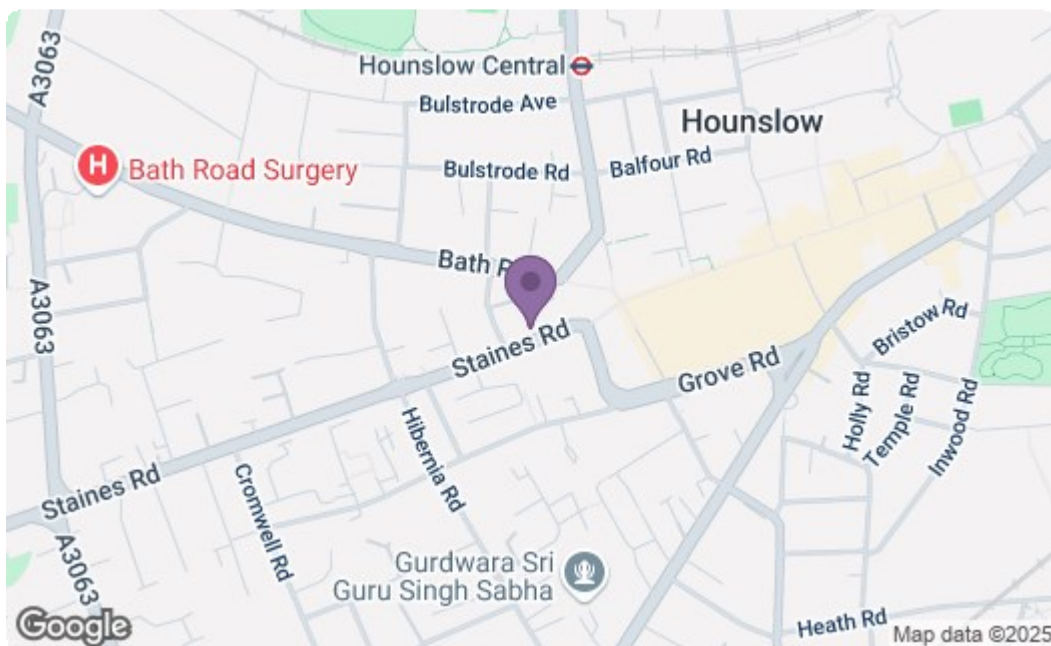 A3063
Hounslow Central
Bulstrode Ave
Hounslow
H
Bath Road Surgery
Bulstrode Rd
Balfour Rd
Bath R
A3063
Staines Rd
Bristow Rd
Grove Rd
Holly Rd
Temple Rd
Inwood Rd
Hibernia Rd
Staines Rd
Cromwell Rd
A3063
Gurdwara Sri
Guru Singh Sabha
Heath Rd
Google
Map data ©2025